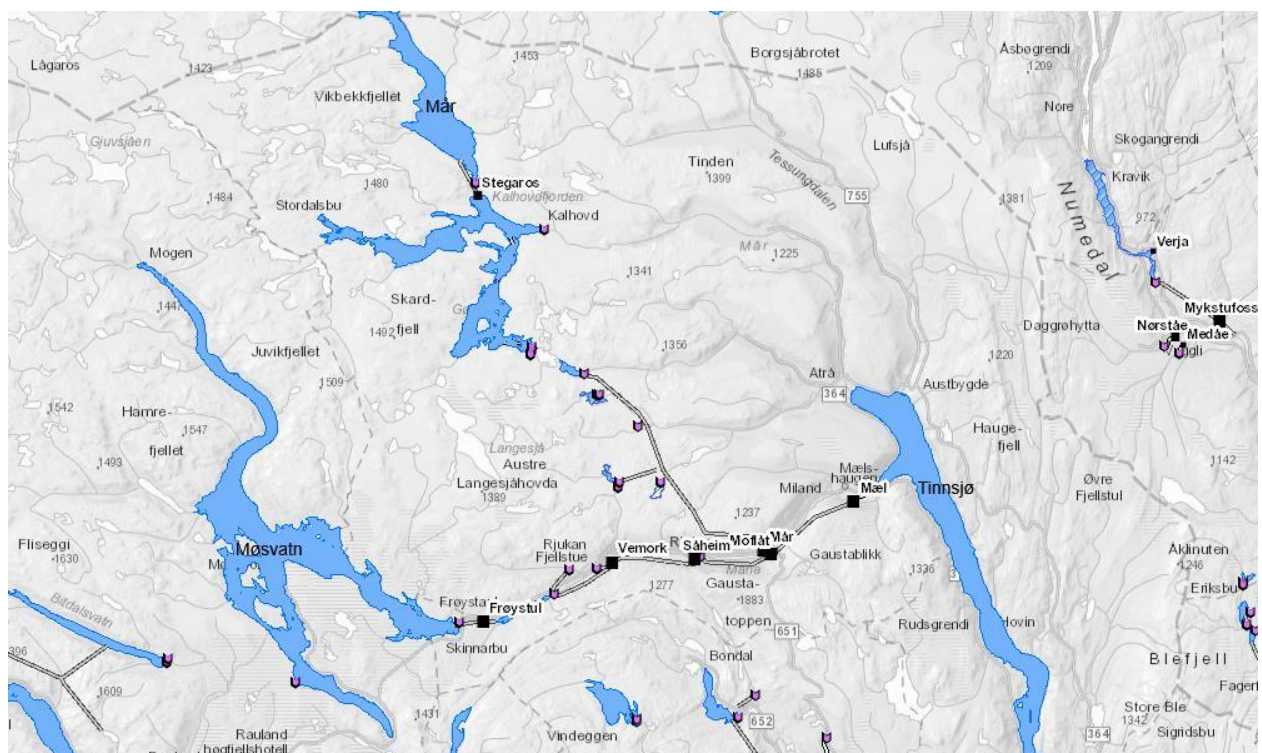 Lågaros
1423
1453
Borgsjåbrotet
1485
Åsbøgrendi
1209
Vikbekkfjellet
Mår
Nore
Gjuvsjåen
Lufsjå
Skogangrendi
Tinden
1399
Tessungdalen
Kravik
1480
Stegaros
Kalhovdfjorden
1484
Stordalsbu
755
1381
Numedal
972
Kalhovd
Mogen
Mår
1225
Verja
1341
1447
Skard-
fjell
1492
Mykstufoss
Daggrøhytta
Nørståe
Medåe
Juvikfjellet
1356
1220
1509
Atrå
364
Austbygde
1542
Hamre-
fjellet
1547
Hauge-
fjell
Langesjå
1493
Austre
Langesjåhovda
1389
1142
Mæls-
haugen
Miland
Mæl
Tinnsjø
Øvre
Fjellstul
1237
Fliseggi
1630
Møsvatn
Rjukan
Fjellstue
Vemork
Såheim
Möflåt
Mår
Gaustablikk
Åklinuten
1246
Måna
Gausta-
1883
toppen
1277
1336
Eriksbu
Bitdalsvatn
Frøystul
Skinnarbu
651
Rudsgrendi
Hovin
Bondal
Blefjell
396
1609
1431
Store Ble
1342
Sigridsbu
Rauland
høgfjellshotell
Vindeggen
652
364